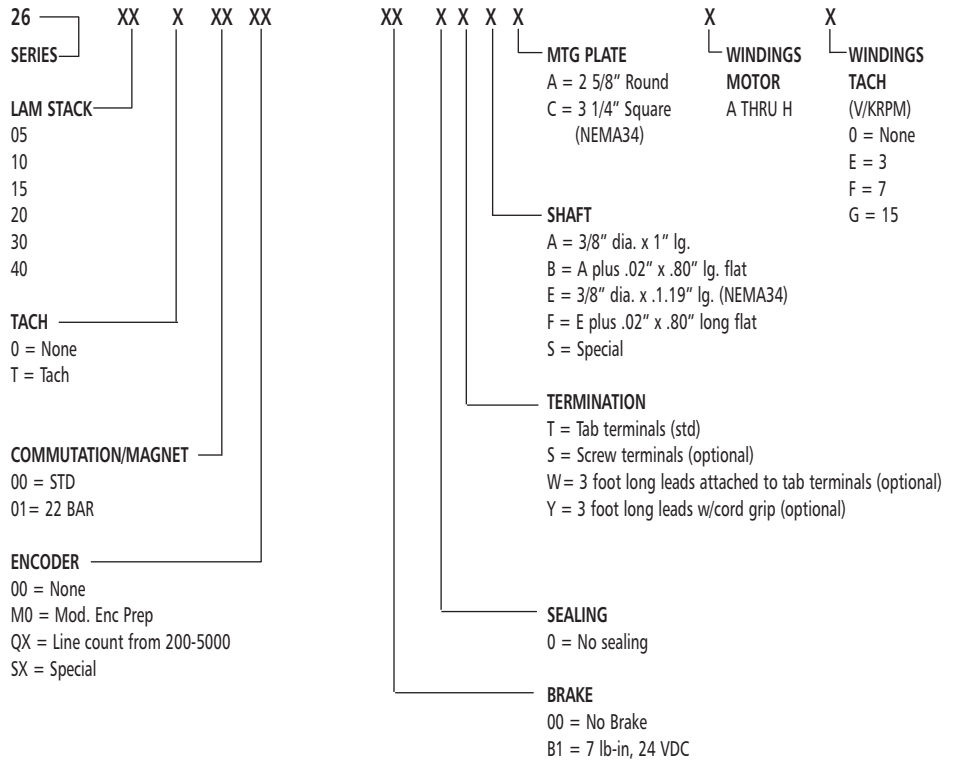 26 XX X XX XX XX X X X X X X
SERIES
LAM STACK
05
10
15
20
30
40
TACH
0 = None
T = Tach
COMMUTATION/MAGNET
00 = STD
01= 22 BAR
ENCODER
00 = None
M0 = Mod. Enc Prep
QX = Line count from 200-5000
SX = Special
MTG PLATE
A = 2 5/8" Round
C = 3 1/4" Square
(NEMA34)
WINDINGS
MOTOR
A THRU H
WINDINGS
TACH
(V/KRPM)
0 = None
E = 3
F = 7
G = 15
SHAFT
A = 3/8" dia. x 1" lg.
B = A plus .02" x .80" lg. flat
E = 3/8" dia. x .1.19" lg. (NEMA34)
F = E plus .02" x .80" long flat
S = Special
TERMINATION
T = Tab terminals (std)
S = Screw terminals (optional)
W= 3 foot long leads attached to tab terminals (optional)
Y = 3 foot long leads w/cord grip (optional)
SEALING
0 = No sealing
BRAKE
00 = No Brake
B1 = 7 lb-in, 24 VDC